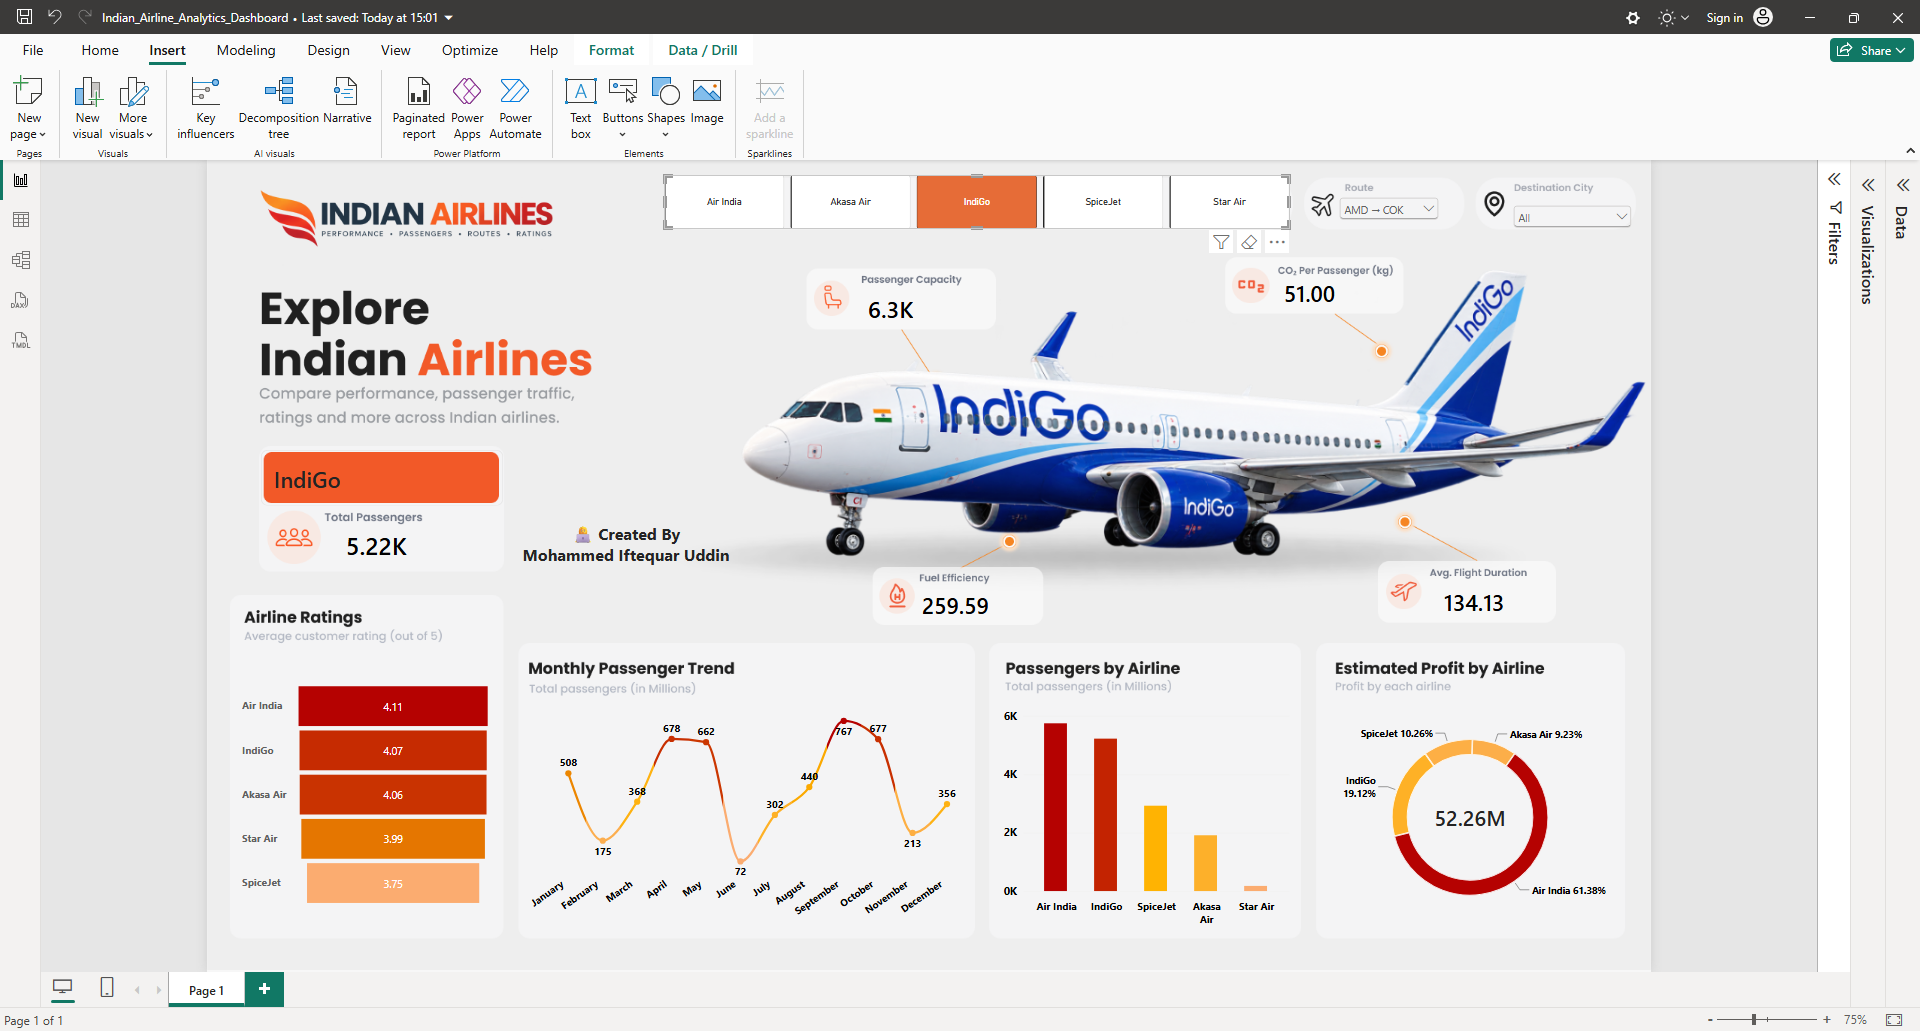 Indian_Airline_Analytics_Dashboard • Last saved: Today at 15:01
Sign in
File
Home
Insert
Modeling
Design
View
Optimize
Help
Format
Data / Drill
Share
New page
New visual
More visuals
Key influencers
Decomposition tree
Narrative
Paginated report
Power Apps
Power Automate
Text box
Buttons
Shapes
Image
Add a sparkline
Pages
Visuals
AI visuals
Power Platform
Elements
Sparklines
DAX
TMDL
INDIAN AIRLINES
PERFORMANCE • PASSENGERS • ROUTES • RATINGS
Air India
Akasa Air
IndiGo
SpiceJet
Star Air
Route
AMD → COK
Destination City
All
Filters
Visualizations
Data
Explore
Indian Airlines
Compare performance, passenger traffic,
ratings and more across Indian airlines.
Passenger Capacity
6.3K
CO₂ Per Passenger (kg)
CO2
51.00
IndiGo
IndiGo
IndiGo
IndiGo
Total Passengers
5.22K
Created By
Mohammed Iftequar Uddin
Fuel Efficiency
H
259.59
Avg. Flight Duration
134.13
Airline Ratings
Average customer rating (out of 5)
Air India 4.11
IndiGo 4.07
Akasa Air 4.06
Star Air 3.99
SpiceJet 3.75
Monthly Passenger Trend
Total passengers (in Millions)
508
175
368
678
662
72
302
440
767
677
213
356
January
February
March
April
May
June
July
August
September
October
November
December
Passengers by Airline
Total passengers (in Millions)
6K
4K
2K
0K
Air India
IndiGo
SpiceJet
Akasa Air
Star Air
Estimated Profit by Airline
Profit by each airline
SpiceJet 10.26%
Akasa Air 9.23%
IndiGo
19.12%
52.26M
Air India 61.38%
Page 1
Page 1 of 1
75%